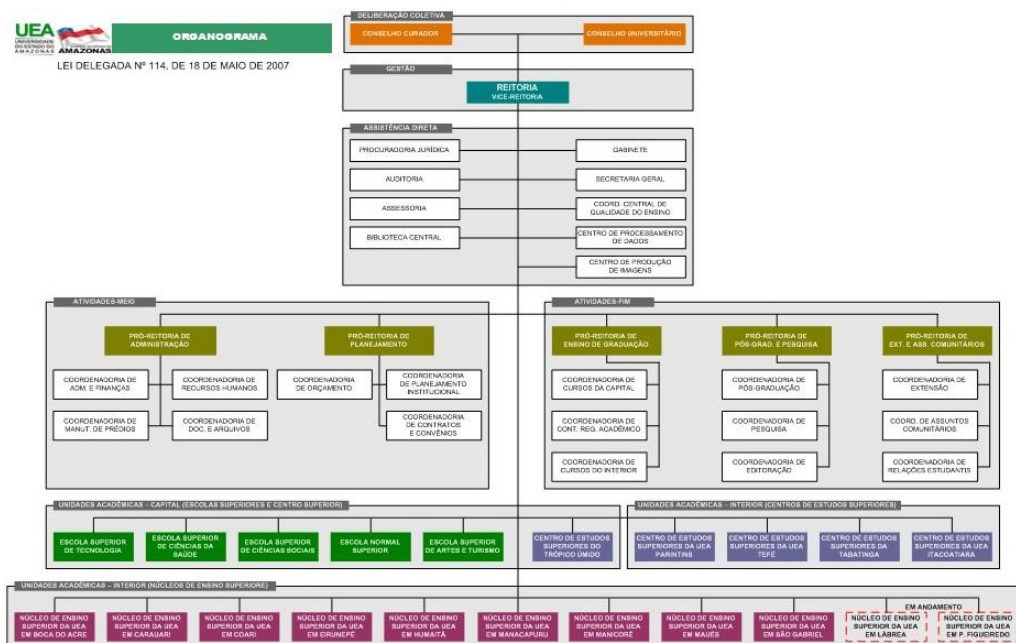 UEA
UNIVERSIDADE
DO ESTADO DO
AMAZONAS
AMAZONAS
ORGANOGRAMA
LEI DELEGADA Nº 114, DE 18 DE MAIO DE 2007
DELIBERAÇÃO COLETIVA
CONSELHO CURADOR
CONSELHO UNIVERSITÁRIO
GESTÃO
REITORIA
VICE-REITORIA
ASSISTÊNCIA DIRETA
PROCURADORIA JURÍDICA
GABINETE
AUDITORIA
SECRETARIA GERAL
ASSESSORIA
COORD. CENTRAL DE
QUALIDADE DO ENSINO
BIBLIOTECA CENTRAL
CENTRO DE PROCESSAMENTO
DE DADOS
CENTRO DE PRODUÇÃO
DE IMAGENS
ATIVIDADES-MEIO
PRÓ-REITORIA DE
ADMINISTRAÇÃO
PRÓ-REITORIA DE
PLANEJAMENTO
COORDENADORIA DE
ADM. E FINANÇAS
COORDENADORIA DE
RECURSOS HUMANOS
COORDENADORIA
DE ORÇAMENTO
COORDENADORIA
DE PLANEJAMENTO
INSTITUCIONAL
COORDENADORIA DE
MANUT. DE PRÉDIOS
COORDENADORIA DE
DOC. E ARQUIVOS
COORDENADORIA
DE CONTRATOS
E CONVÊNIOS
ATIVIDADES-FIM
PRÓ-REITORIA DE
ENSINO DE GRADUAÇÃO
PRÓ-REITORIA DE
PÓS-GRAD. E PESQUISA
PRÓ-REITORIA DE
EXT. E ASS. COMUNITÁRIOS
COORDENADORIA DE
CURSOS DA CAPITAL
COORDENADORIA DE
PÓS-GRADUAÇÃO
COORDENADORIA DE
EXTENSÃO
COORDENADORIA DE
CONT. REG. ACADÊMICO
COORDENADORIA DE
PESQUISA
COORD. DE ASSUNTOS
COMUNITÁRIOS
COORDENADORIA DE
CURSOS DO INTERIOR
COORDENADORIA DE
EDITORAÇÃO
COORDENADORIA DE
RELAÇÕES ESTUDANTIS
UNIDADES ACADÊMICAS – CAPITAL (ESCOLAS SUPERIORES E CENTRO SUPERIOR)
ESCOLA SUPERIOR
DE TECNOLOGIA
ESCOLA SUPERIOR
DE CIÊNCIAS DA
SAÚDE
ESCOLA SUPERIOR
DE CIÊNCIAS SOCIAIS
ESCOLA NORMAL
SUPERIOR
ESCOLA SUPERIOR
DE ARTES E TURISMO
CENTRO DE ESTUDOS
SUPERIORES DO
TRÓPICO ÚMIDO
UNIDADES ACADÊMICAS – INTERIOR (CENTROS DE ESTUDOS SUPERIORES)
CENTRO DE ESTUDOS
SUPERIORES DA UEA
PARINTINS
CENTRO DE ESTUDOS
SUPERIORES DA UEA
TEFÉ
CENTRO DE ESTUDOS
SUPERIORES DA
TABATINGA
CENTRO DE ESTUDOS
SUPERIORES DA UEA
ITACOATIARA
UNIDADES ACADÊMICAS – INTERIOR (NÚCLEOS DE ENSINO SUPERIORE)
NÚCLEO DE ENSINO
SUPERIOR DA UEA
EM BOCA DO ACRE
NÚCLEO DE ENSINO
SUPERIOR DA UEA
EM CARAUARI
NÚCLEO DE ENSINO
SUPERIOR DA UEA
EM COARI
NÚCLEO DE ENSINO
SUPERIOR DA UEA
EM EIRUNEPÉ
NÚCLEO DE ENSINO
SUPERIOR DA UEA
EM HUMAITÁ
NÚCLEO DE ENSINO
SUPERIOR DA UEA
EM MANACAPURU
NÚCLEO DE ENSINO
SUPERIOR DA UEA
EM MANICORÉ
NÚCLEO DE ENSINO
SUPERIOR DA UEA
EM MAUÉS
NÚCLEO DE ENSINO
SUPERIOR DA UEA
EM SÃO GABRIEL
EM ANDAMENTO
NÚCLEO DE ENSINO
SUPERIOR DA UEA
EM LÁBREA
NÚCLEO DE ENSINO
SUPERIOR DA UEA
EM P. FIGUEIREDO